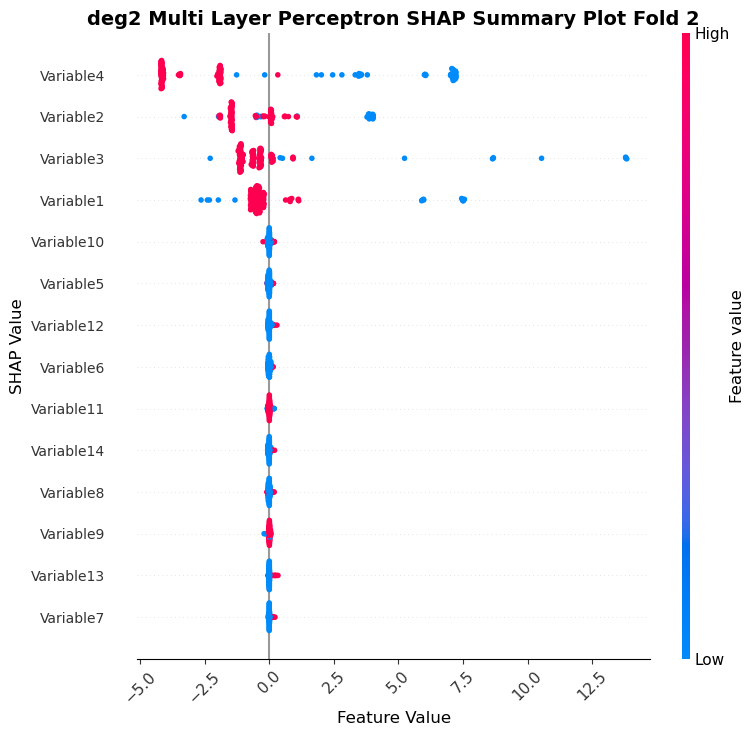 deg2 Multi Layer Perceptron SHAP Summary Plot Fold 2
High
Variable4
Variable2
Variable3
Variable1
Variable10
Variable5
Variable12
Variable6
Variable11
Variable14
Variable8
Variable9
Variable13
Variable7
SHAP Value
Feature value
Low
−5.0 −2.5 0.0 2.5 5.0 7.5 10.0 12.5
Feature Value